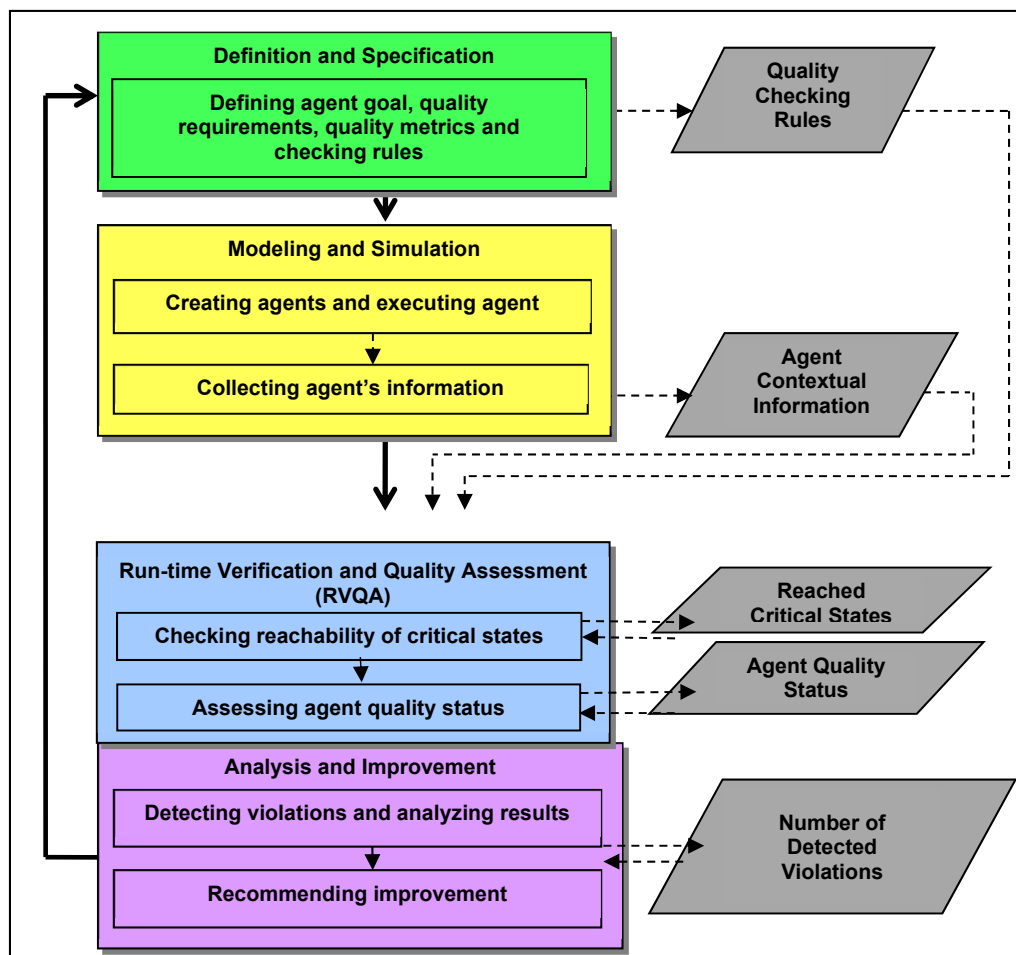 Definition and Specification
Defining agent goal, quality
requirements, quality metrics and
checking rules
Quality
Checking
Rules
Modeling and Simulation
Creating agents and executing agent
Collecting agent's information
Agent
Contextual
Information
Run-time Verification and Quality Assessment
(RVQA)
Checking reachability of critical states
Assessing agent quality status
Reached
Critical States
Agent Quality
Status
Analysis and Improvement
Detecting violations and analyzing results
Recommending improvement
Number of
Detected
Violations